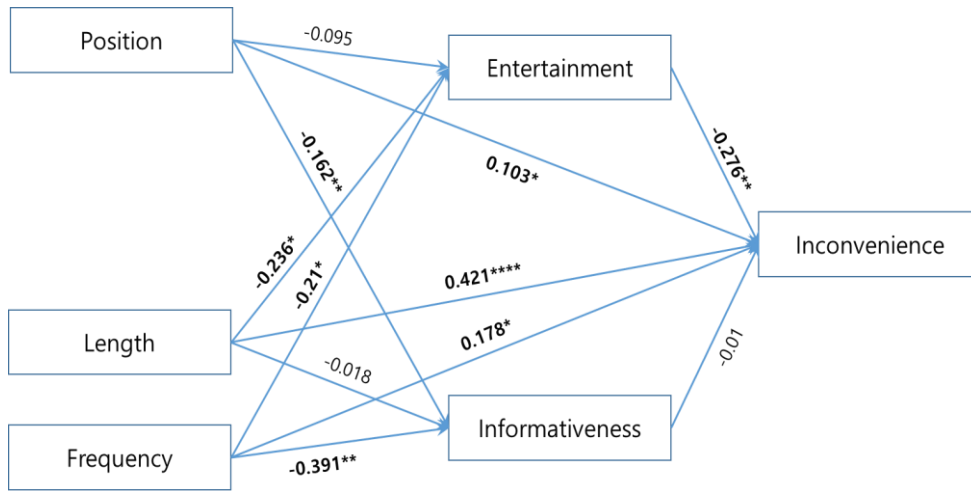 Position
-0.095
Entertainment
-0.162**
0.103*
-0.276**
Inconvenience
-0.236*
-0.21*
0.421****
Length
0.178*
-0.018
-0.01
Informativeness
Frequency
-0.391**